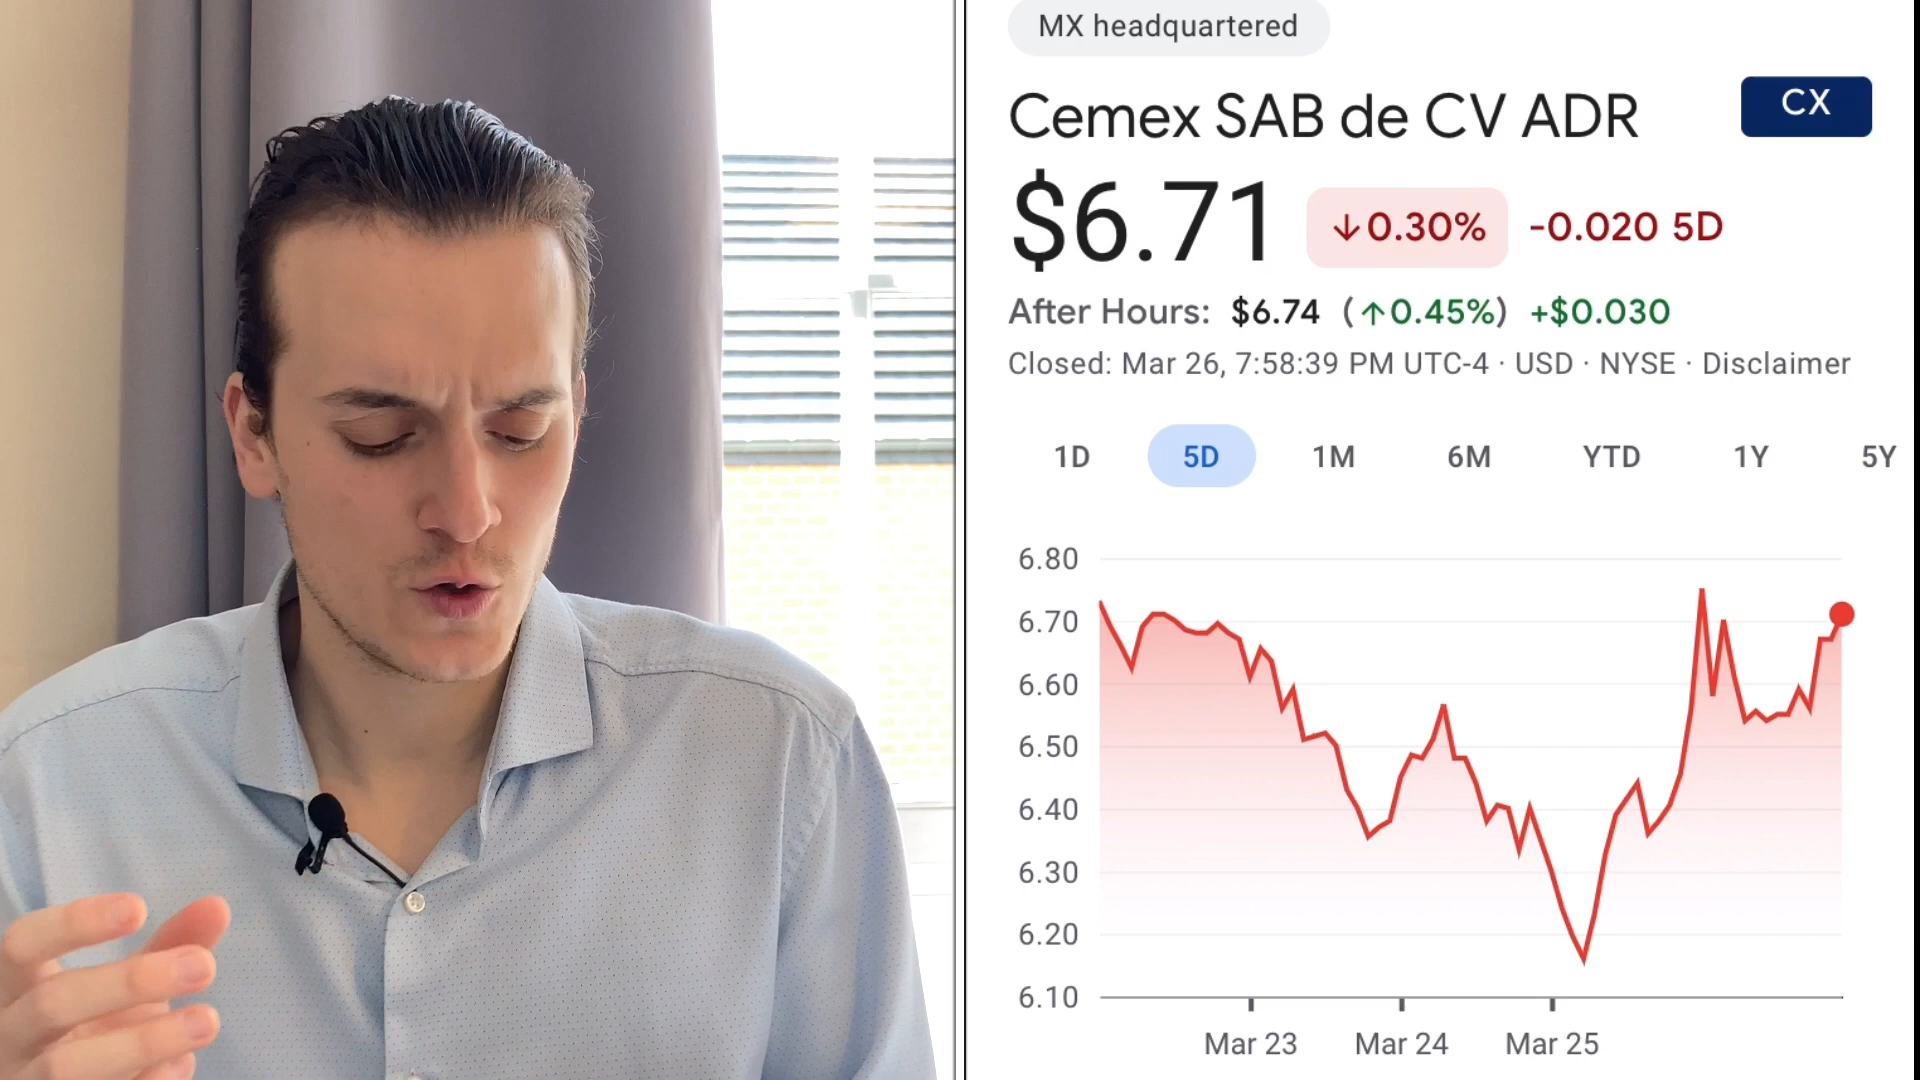 MX headquartered
Cemex SAB de CV ADR
CX
$6.71 ↓0.30% -0.020 5D
After Hours: $6.74 (↑0.45%) +$0.030
Closed: Mar 26, 7:58:39 PM UTC-4 · USD · NYSE · Disclaimer
1D 5D 1M 6M YTD 1Y 5Y
6.80
6.70
6.60
6.50
6.40
6.30
6.20
6.10
Mar 23 Mar 24 Mar 25